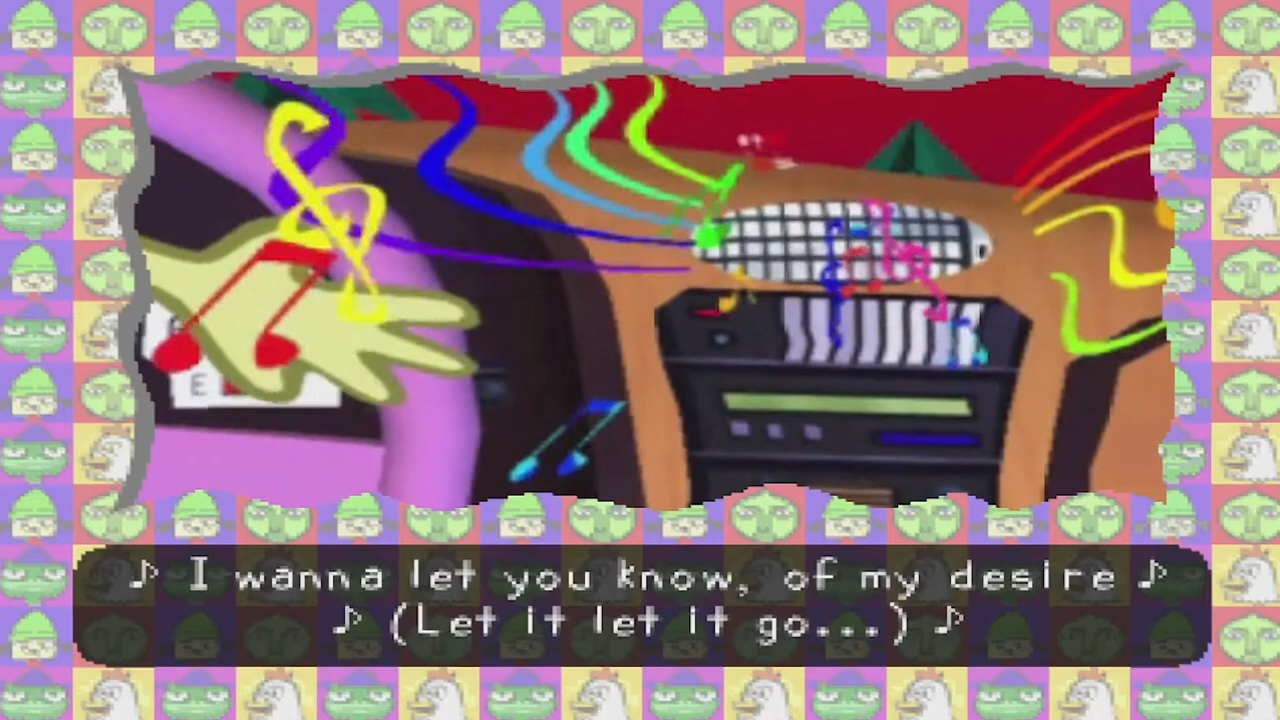 ♪ I wanna let you know, of my desire ♪
♪ (Let it let it go...) ♪
E